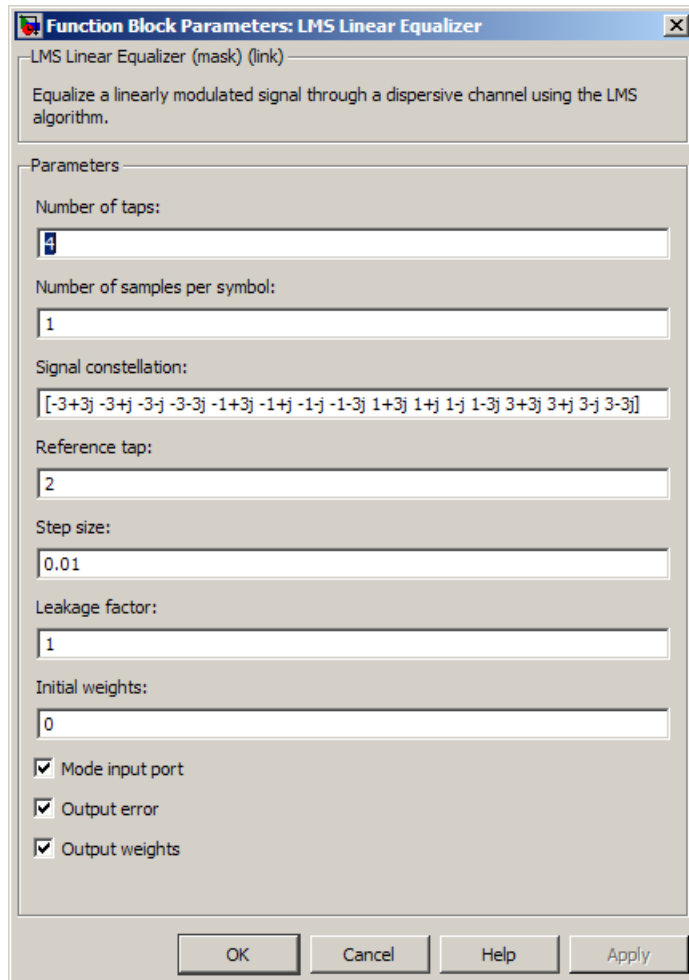 Function Block Parameters: LMS Linear Equalizer
LMS Linear Equalizer (mask) (link)
Equalize a linearly modulated signal through a dispersive channel using the LMS
algorithm.
Parameters
Number of taps:
4
Number of samples per symbol:
1
Signal constellation:
[-3+3j -3+j -3-j -3-3j -1+3j -1+j -1-j -1-3j 1+3j 1+j 1-j 1-3j 3+3j 3+j 3-j 3-3j]
Reference tap:
2
Step size:
0.01
Leakage factor:
1
Initial weights:
0
Mode input port
Output error
Output weights
OK Cancel Help Apply